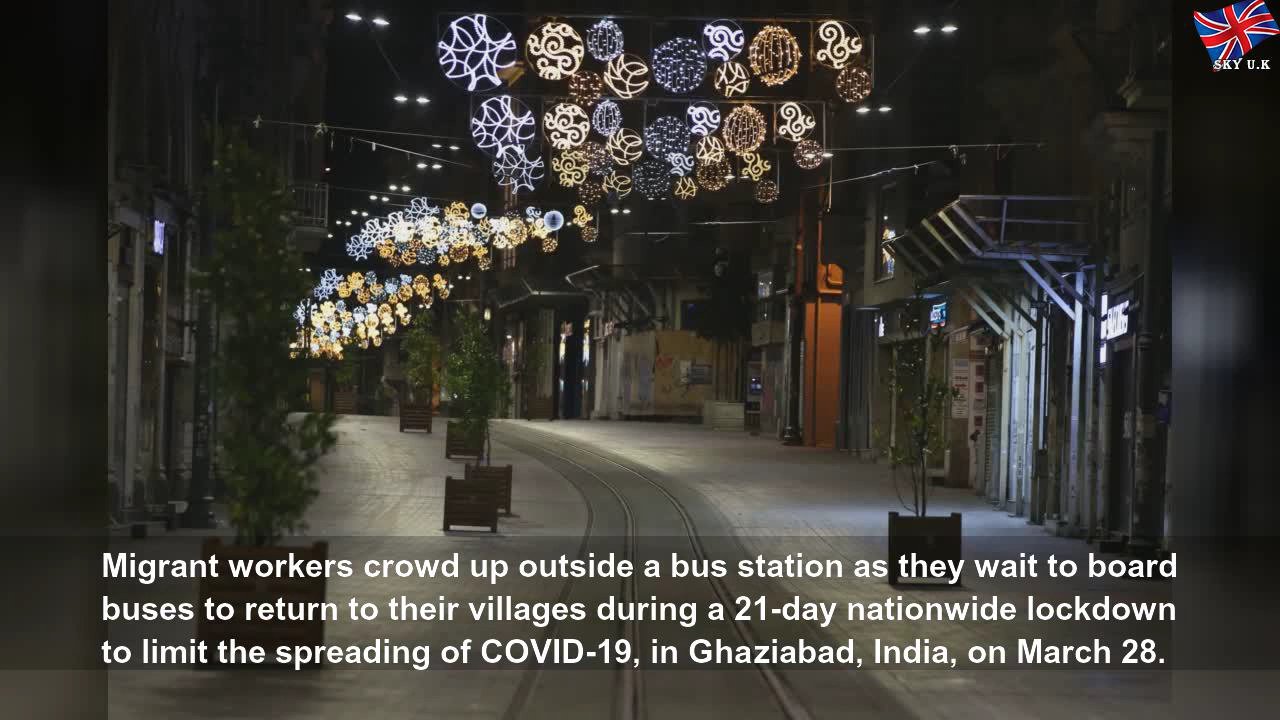 SKY U.K
Migrant workers crowd up outside a bus station as they wait to board
buses to return to their villages during a 21-day nationwide lockdown
to limit the spreading of COVID-19, in Ghaziabad, India, on March 28.